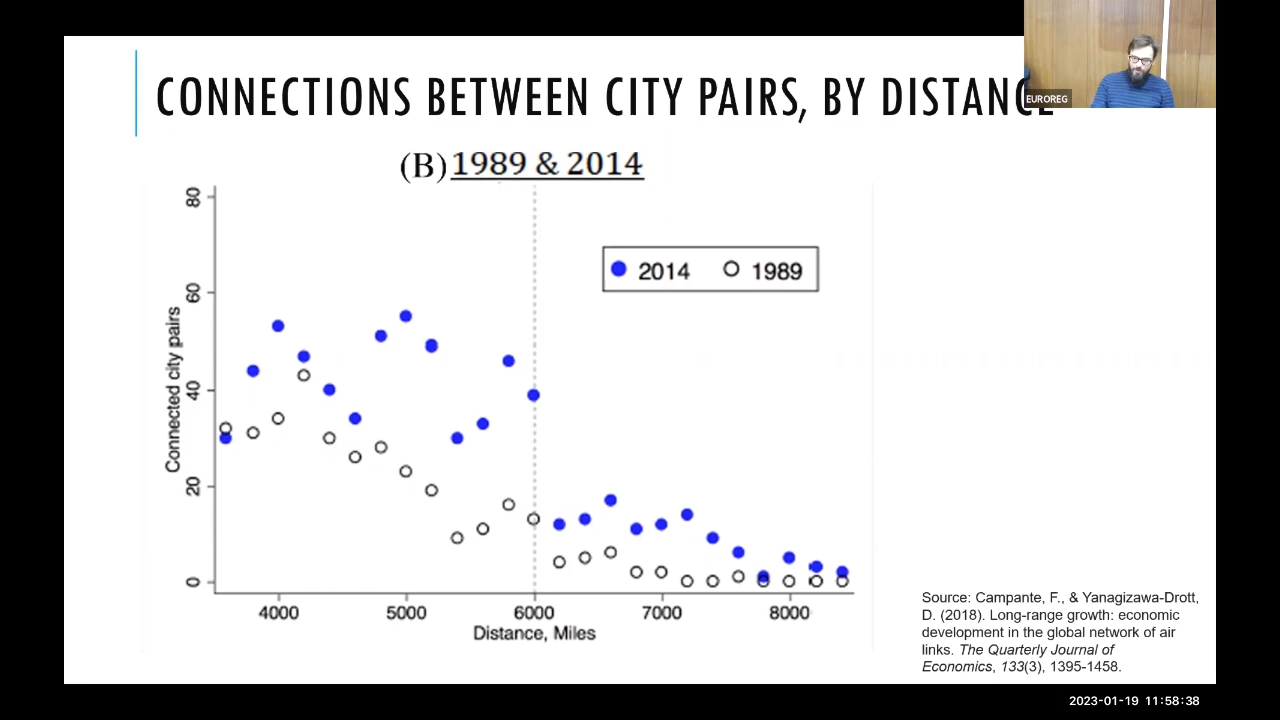 CONNECTIONS BETWEEN CITY PAIRS, BY DISTANCE
EUROREG
(B) 1989 & 2014
80
60
40
20
0
Connected city pairs
2014
1989
4000
5000
6000
7000
8000
Distance, Miles
Source: Campante, F., & Yanagizawa-Drott,
D. (2018). Long-range growth: economic
development in the global network of air
links. The Quarterly Journal of
Economics, 133(3), 1395-1458.
2023-01-19 11:58:38